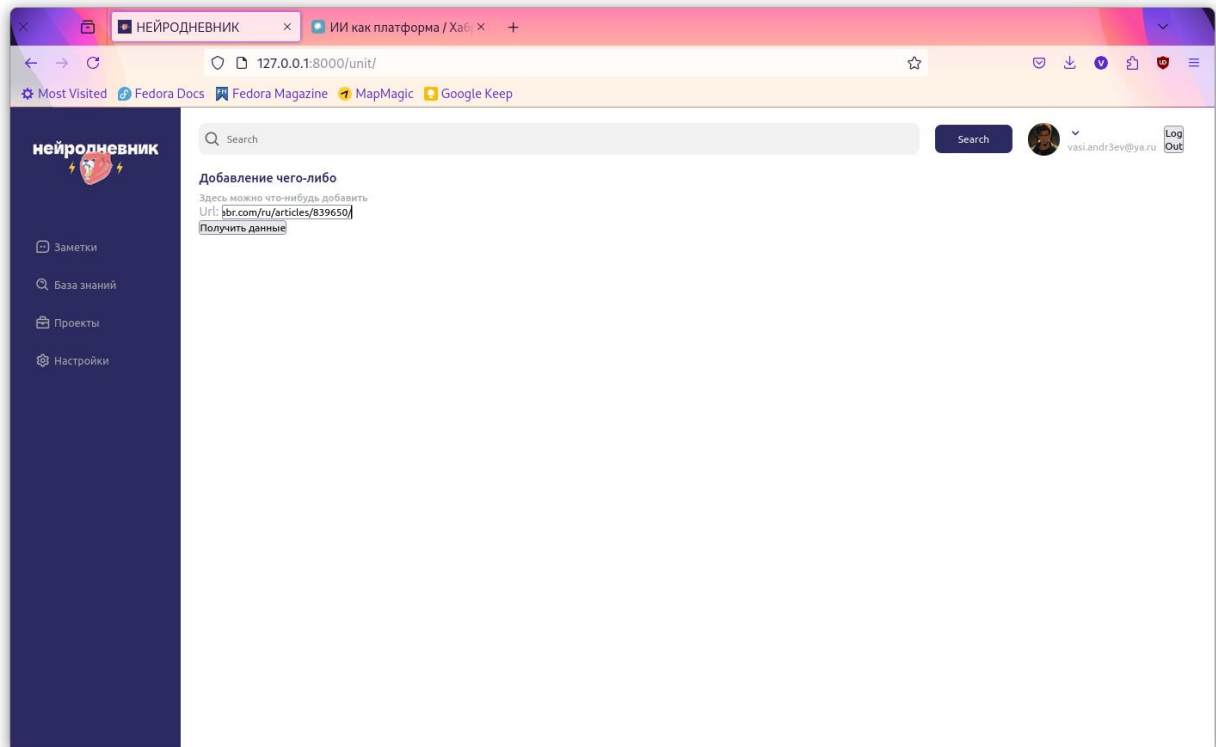 НЕЙРОДНЕВНИК
ИИ как платформа / Хаб
127.0.0.1:8000/unit/
Most Visited Fedora Docs Fedora Magazine MapMagic Google Keep
нейродневник
Search
Search
vasi.andr3ev@ya.ru
Log
Out
Добавление чего-либо
Здесь можно что-нибудь добавить
Url: abr.com/ru/articles/839650/
Получить данные
Заметки
База знаний
Проекты
Настройки